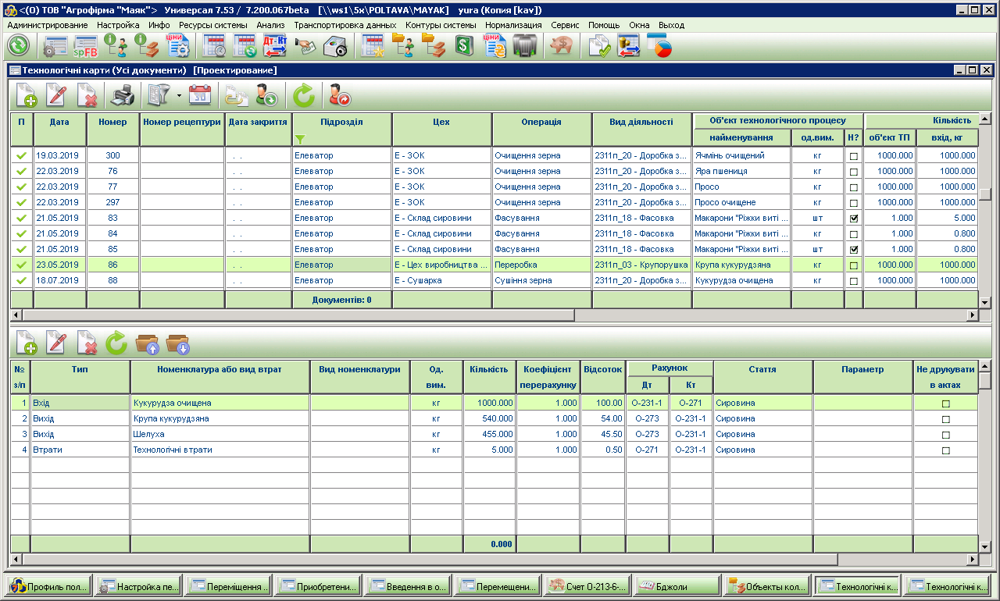 <(O) ТОВ "Агрофірма "Маяк"> Универсал 7.53 / 7.200.067beta [\\ws1\5x\POLTAVA\MAYAK] yura (Копия [kav])
Администрирование Настройка Инфо Ресурсы системы Анализ Транспортировка данных Контуры системы Нормализация Сервис Помощь Окна Выход
spFB ЦІНИ Дт-Кт ЦІНИ
Технологічні карти (Усі документи) [Проектирование]
П Дата Номер Номер рецептури Дата закриття Підрозділ Цех Операція Вид діяльності Об'єкт технологічного процесу Кількість
найменування од.вим. Н? об'єкт ТП вхід, кг
19.03.2019 300 . . Елеватор Е - ЗОК Очищення зерна 2311п_20 - Доробка з... Ячмінь очищений кг 1000.000 1000.000
22.03.2019 76 . . Елеватор Е - ЗОК Очищення зерна 2311п_20 - Доробка з... Яра пшениця кг 1000.000 1000.000
22.03.2019 77 . . Елеватор Е - ЗОК Очищення зерна 2311п_20 - Доробка з... Просо кг 1000.000 1000.000
22.03.2019 297 . . Елеватор Е - ЗОК Очищення зерна 2311п_20 - Доробка з... Просо очищене кг 1000.000 1000.000
21.05.2019 83 . . Елеватор Е - Склад сировини Фасування 2311п_18 - Фасовка Макарони "Ріжки виті ... шт 1.000 5.000
21.05.2019 84 . . Елеватор Е - Склад сировини Фасування 2311п_18 - Фасовка Макарони "Ріжки виті ... кг 1.000 0.800
21.05.2019 85 . . Елеватор Е - Склад сировини Фасування 2311п_18 - Фасовка Макарони "Ріжки виті ... шт 1.000 0.800
23.05.2019 86 . . Елеватор Е - Цех виробництва ... Переробка 2311п_03 - Крупорушка Крупа кукурудзяна кг 1000.000 1000.000
18.07.2019 88 . . Елеватор Е - Сушарка Сушіння зерна 2311п_20 - Доробка з... Кукурудза очищена кг 1000.000 1000.000
Документів: 0
№ з/п Тип Номенклатура або вид втрат Вид номенклатури Од. вим. Кількість Коефіцієнт перерахунку Відсоток Рахунок Стаття Параметр Не друкувати в актах
Дт Кт
1 Вхід Кукурудза очищена кг 1000.000 1.000 100.00 О-231-1 О-271 Сировина
2 Вихід Крупа кукурудзяна кг 540.000 1.000 54.00 О-273 О-231-1 Сировина
3 Вихід Шелуха кг 455.000 1.000 45.50 О-273 О-231-1 Сировина
4 Втрати Технологічні втрати кг 5.000 1.000 0.50 О-271 О-231-1 Сировина
0.000
Профиль пол... Настройка пе... Переміщення ... Приобретени... Введення в о... Перемещени... Счет О-213-6-... Бджоли Объекты кол... Технологічні к... Технологічні к...